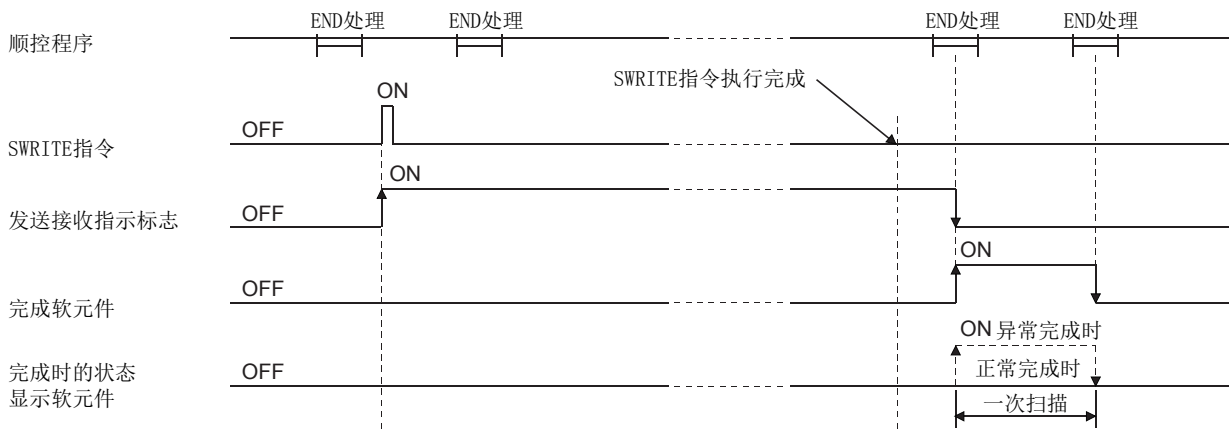 END处理 END处理 END处理 END处理
顺控程序
SWRITE指令执行完成
ON
OFF
SWRITE指令
ON
OFF
发送接收指示标志
ON
OFF
完成软元件
ON 异常完成时
OFF
完成时的状态
显示软元件
正常完成时
一次扫描